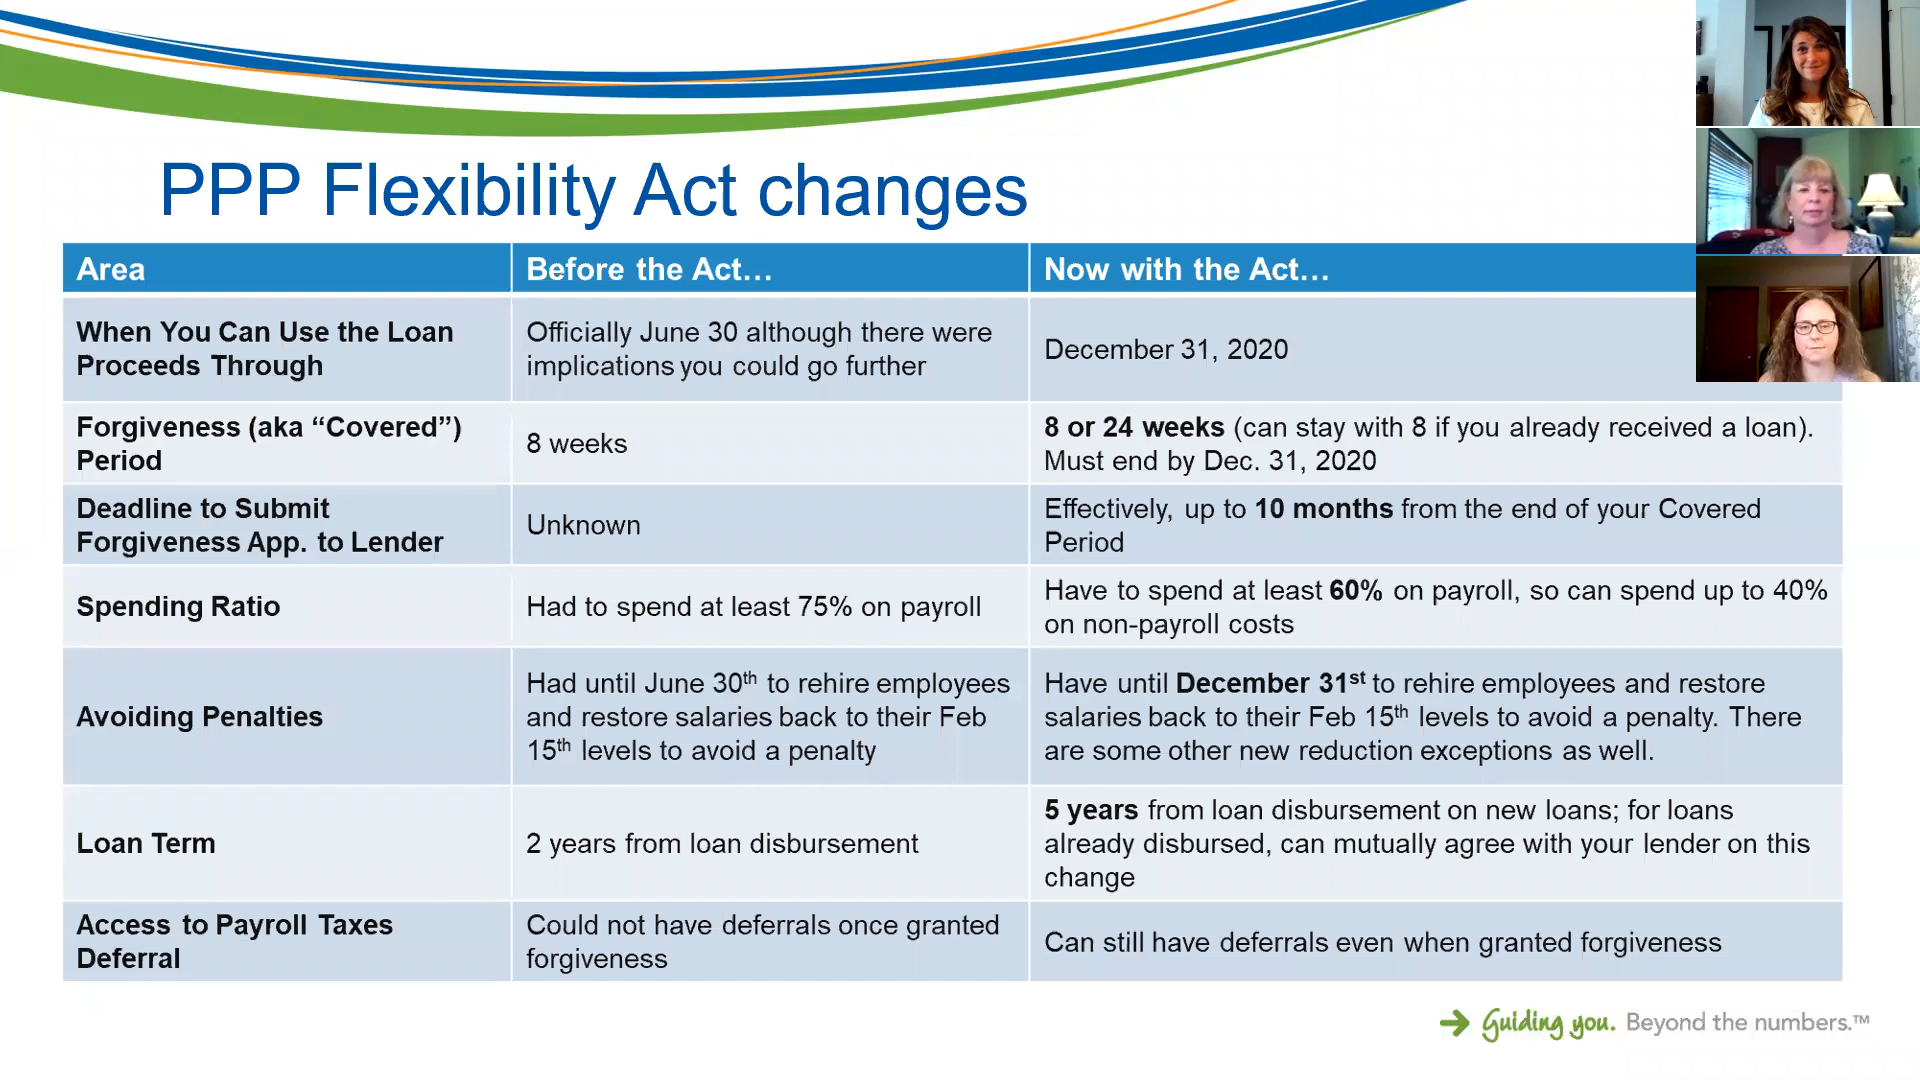 PPP Flexibility Act changes
Area
Before the Act…
Now with the Act…
When You Can Use the Loan
Proceeds Through
Officially June 30 although there were
implications you could go further
December 31, 2020
Forgiveness (aka “Covered”)
Period
8 weeks
8 or 24 weeks (can stay with 8 if you already received a loan).
Must end by Dec. 31, 2020
Deadline to Submit
Forgiveness App. to Lender
Unknown
Effectively, up to 10 months from the end of your Covered
Period
Spending Ratio
Had to spend at least 75% on payroll
Have to spend at least 60% on payroll, so can spend up to 40%
on non-payroll costs
Avoiding Penalties
Had until June 30th to rehire employees
and restore salaries back to their Feb
15th levels to avoid a penalty
Have until December 31st to rehire employees and restore
salaries back to their Feb 15th levels to avoid a penalty. There
are some other new reduction exceptions as well.
Loan Term
2 years from loan disbursement
5 years from loan disbursement on new loans; for loans
already disbursed, can mutually agree with your lender on this
change
Access to Payroll Taxes
Deferral
Could not have deferrals once granted
forgiveness
Can still have deferrals even when granted forgiveness
Guiding you. Beyond the numbers.™